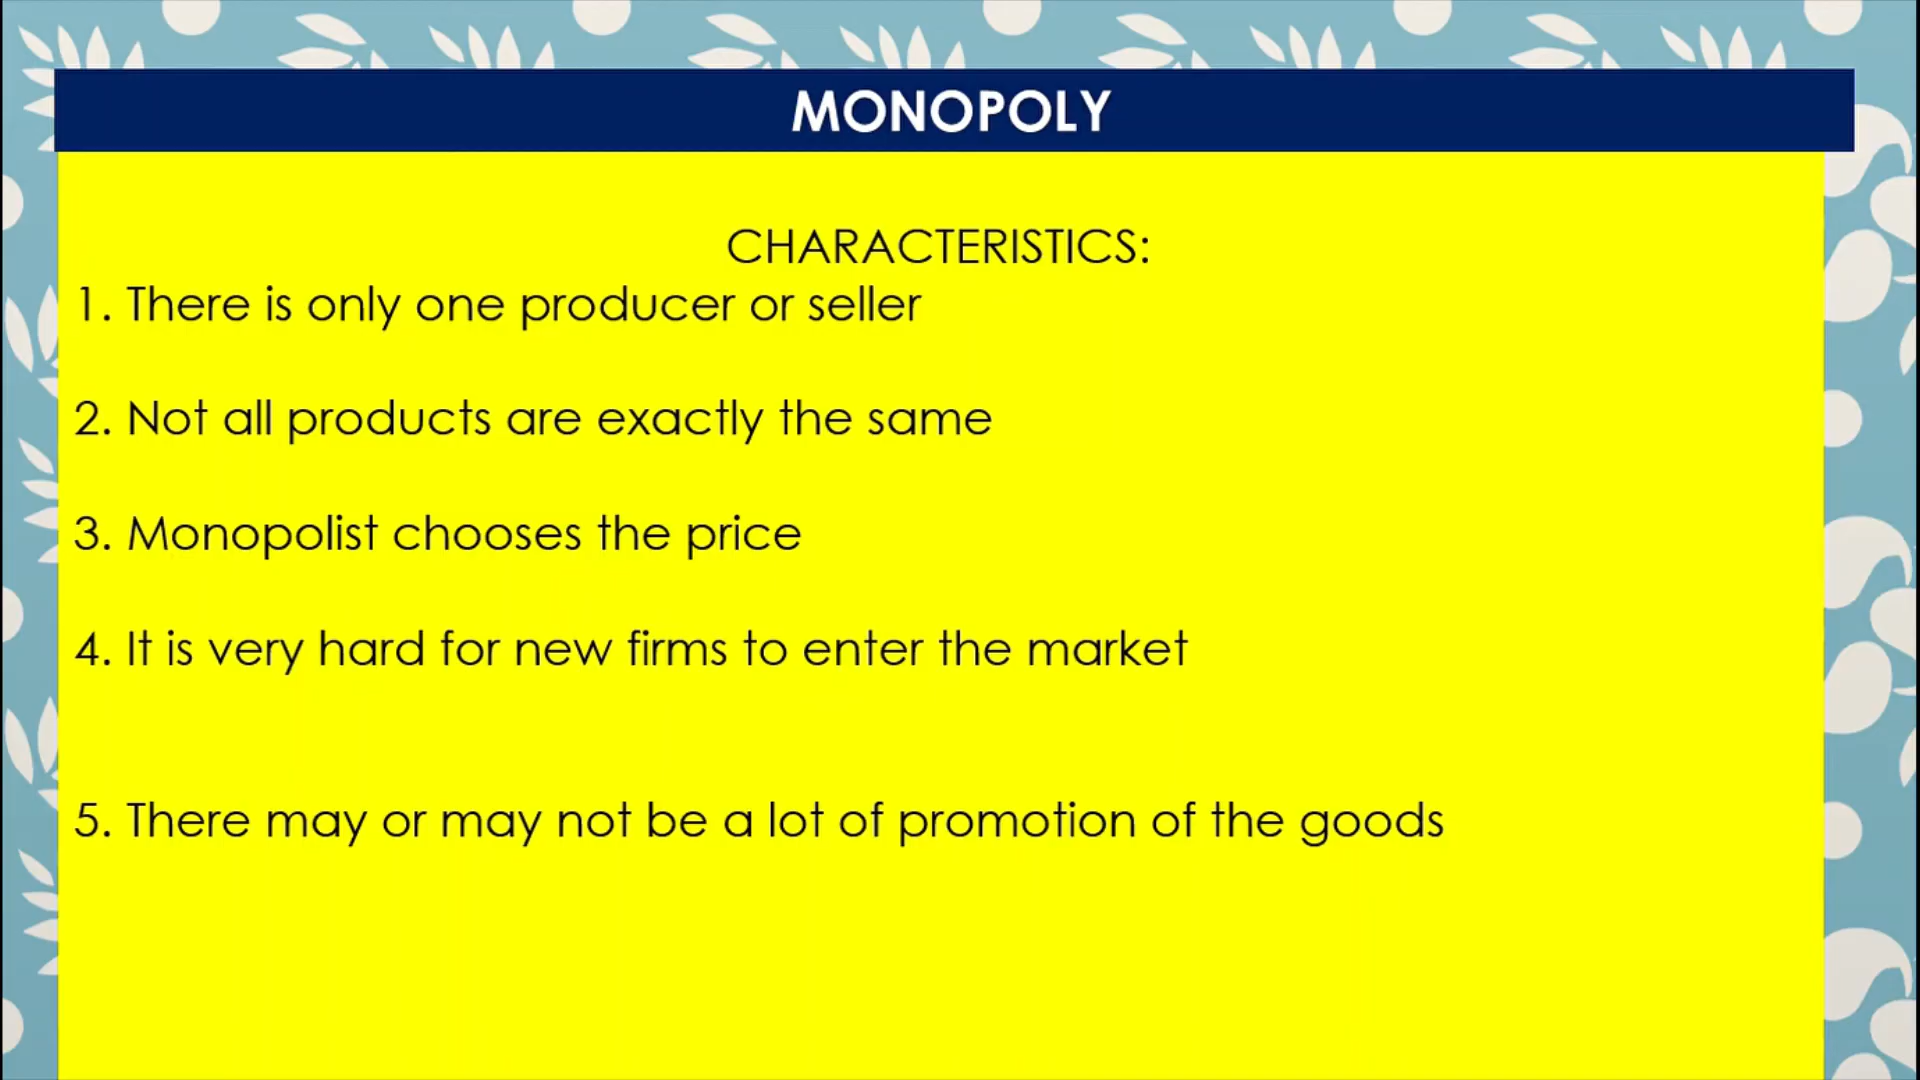 MONOPOLY
CHARACTERISTICS:
1. There is only one producer or seller
2. Not all products are exactly the same
3. Monopolist chooses the price
4. It is very hard for new firms to enter the market
5. There may or may not be a lot of promotion of the goods